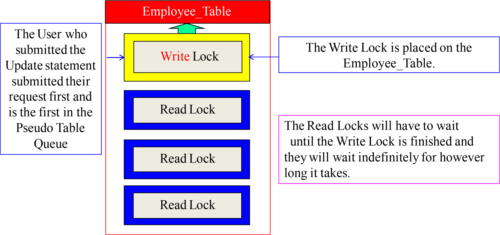 Employee_Table
The User who
submitted the
Update statement
submitted their
request first and
is the first in the
Pseudo Table
Queue
Write Lock
The Write Lock is placed on the
Employee_Table.
Read Lock
Read Lock
Read Lock
The Read Locks will have to wait
until the Write Lock is finished and
they will wait indefinitely for however
long it takes.